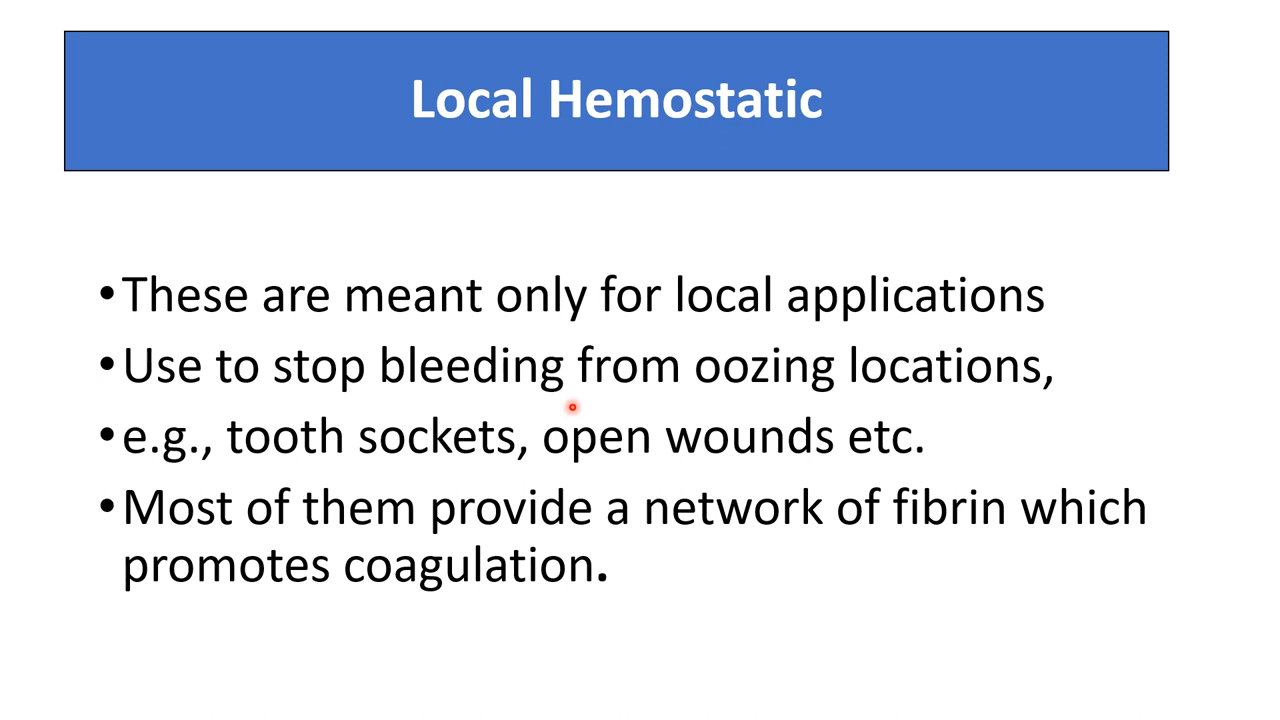 Local Hemostatic
•These are meant only for local applications
•Use to stop bleeding from oozing locations,
•e.g., tooth sockets, open wounds etc.
•Most of them provide a network of fibrin which
promotes coagulation.